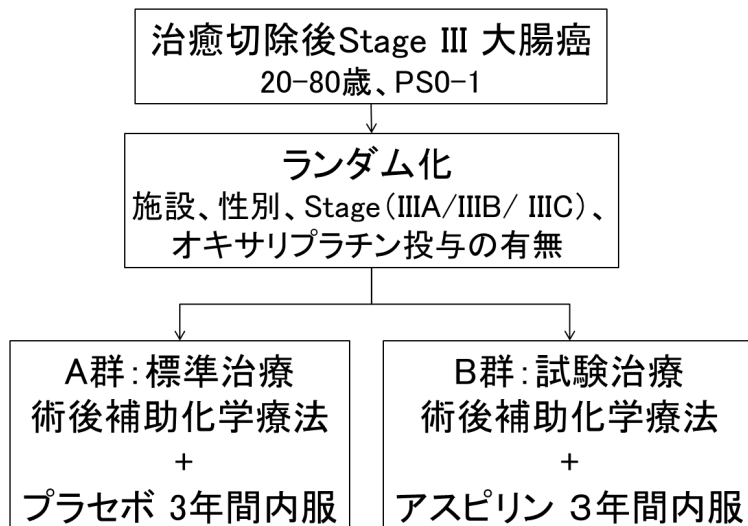 治癒切除後Stage III 大腸癌
20-80歳、PS0-1
ランダム化
施設、性別、Stage（IIIA/IIIB/ IIIC）、
オキサリプラチン投与の有無
A群：標準治療
術後補助化学療法
+
プラセボ 3年間内服
B群：試験治療
術後補助化学療法
+
アスピリン ３年間内服